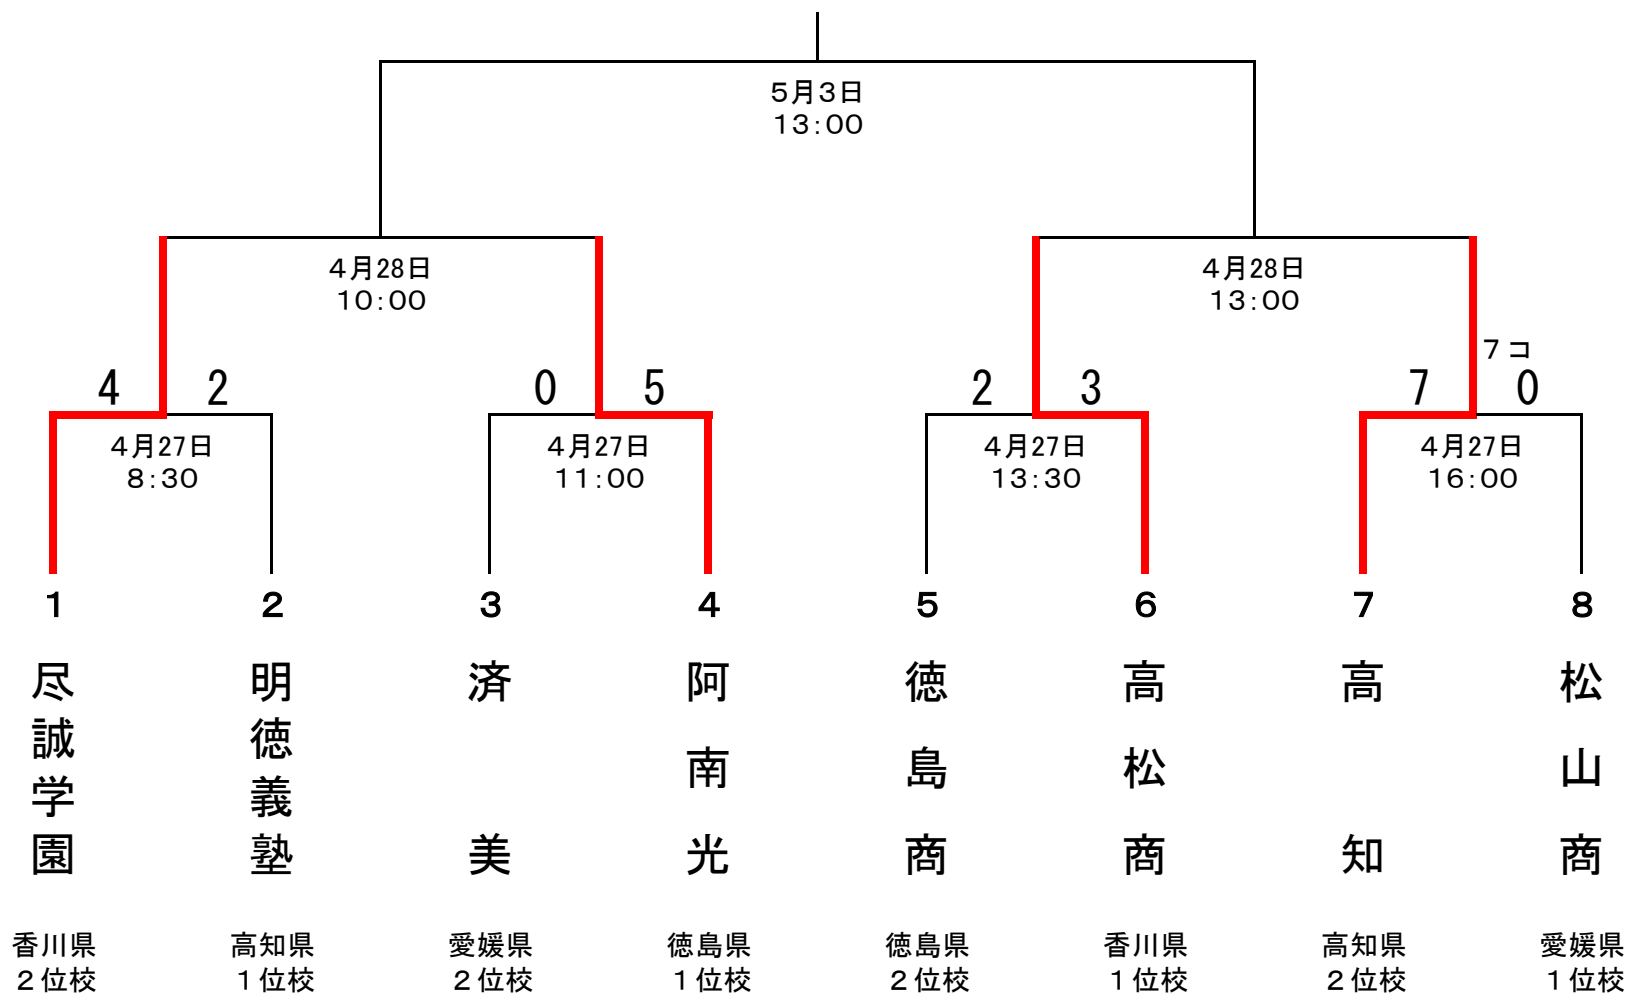 ５月３日
13:00
４月28日
10:00
４月28日
13:00
７コ
4 2
0 5
2 3
7 0
４月27日
8:30
４月27日
11:00
４月27日
13:30
４月27日
16:00
1 2 3 4 5 6 7 8
尽誠学園
明徳義塾
済美
阿南光
徳島商
高松商
高知
松山商
香川県
２位校
高知県
１位校
愛媛県
２位校
徳島県
１位校
徳島県
２位校
香川県
１位校
高知県
２位校
愛媛県
１位校